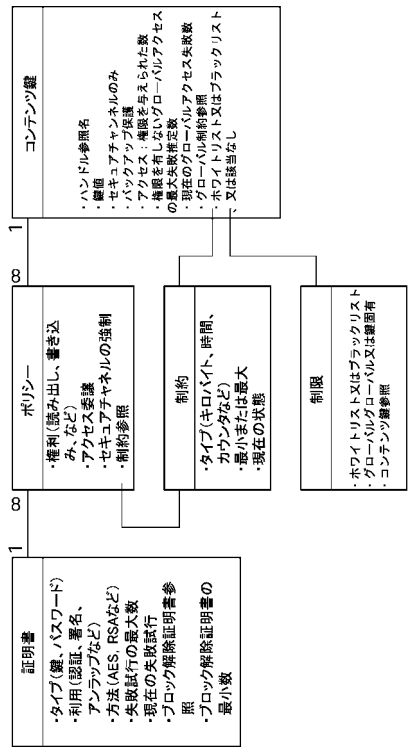 証明書
・タイプ(鍵、パスワード)
・利用(認証、署名、
アンラップなど)
・方法(AES, RSAなど)
・失敗試行の最大数
・現在の失敗試行
・ブロック解除証明書参
照
・ブロック解除証明書の
最小数
1
8
ポリシー
・権利(読み出し、書き込
み、など)
・アクセス委譲
・セキュアチャネルの強制
・制約参照
8
1
制約
・タイプ(キロバイト、時間、
カウンタなど)
・最小または最大
・現在の状態
制限
・ホワイトリスト又はブラックリスト
・グローバルグローバル又は鍵固有
・コンテンツ鍵参照
コンテンツ鍵
・ハンドル参照名
・鍵値
・セキュアチャンネルのみ
・バックアップ保護
・アクセス：権限を与えられた数
・権限を有しないグローバルアクセス
の最大失敗推定数
・現在のグローバルアクセス失敗数
・グローバル制約参照
・ホワイトリスト又はブラックリスト
、又は該当なし